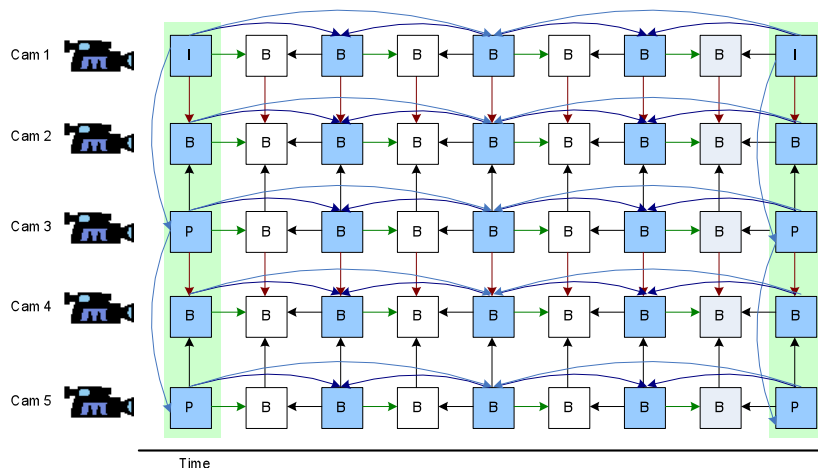 Cam 1 I B B B B B B B I
Cam 2 B B B B B B B B B
Cam 3 P B B B B B B B P
Cam 4 B B B B B B B B B
Cam 5 P B B B B B B B P
Time